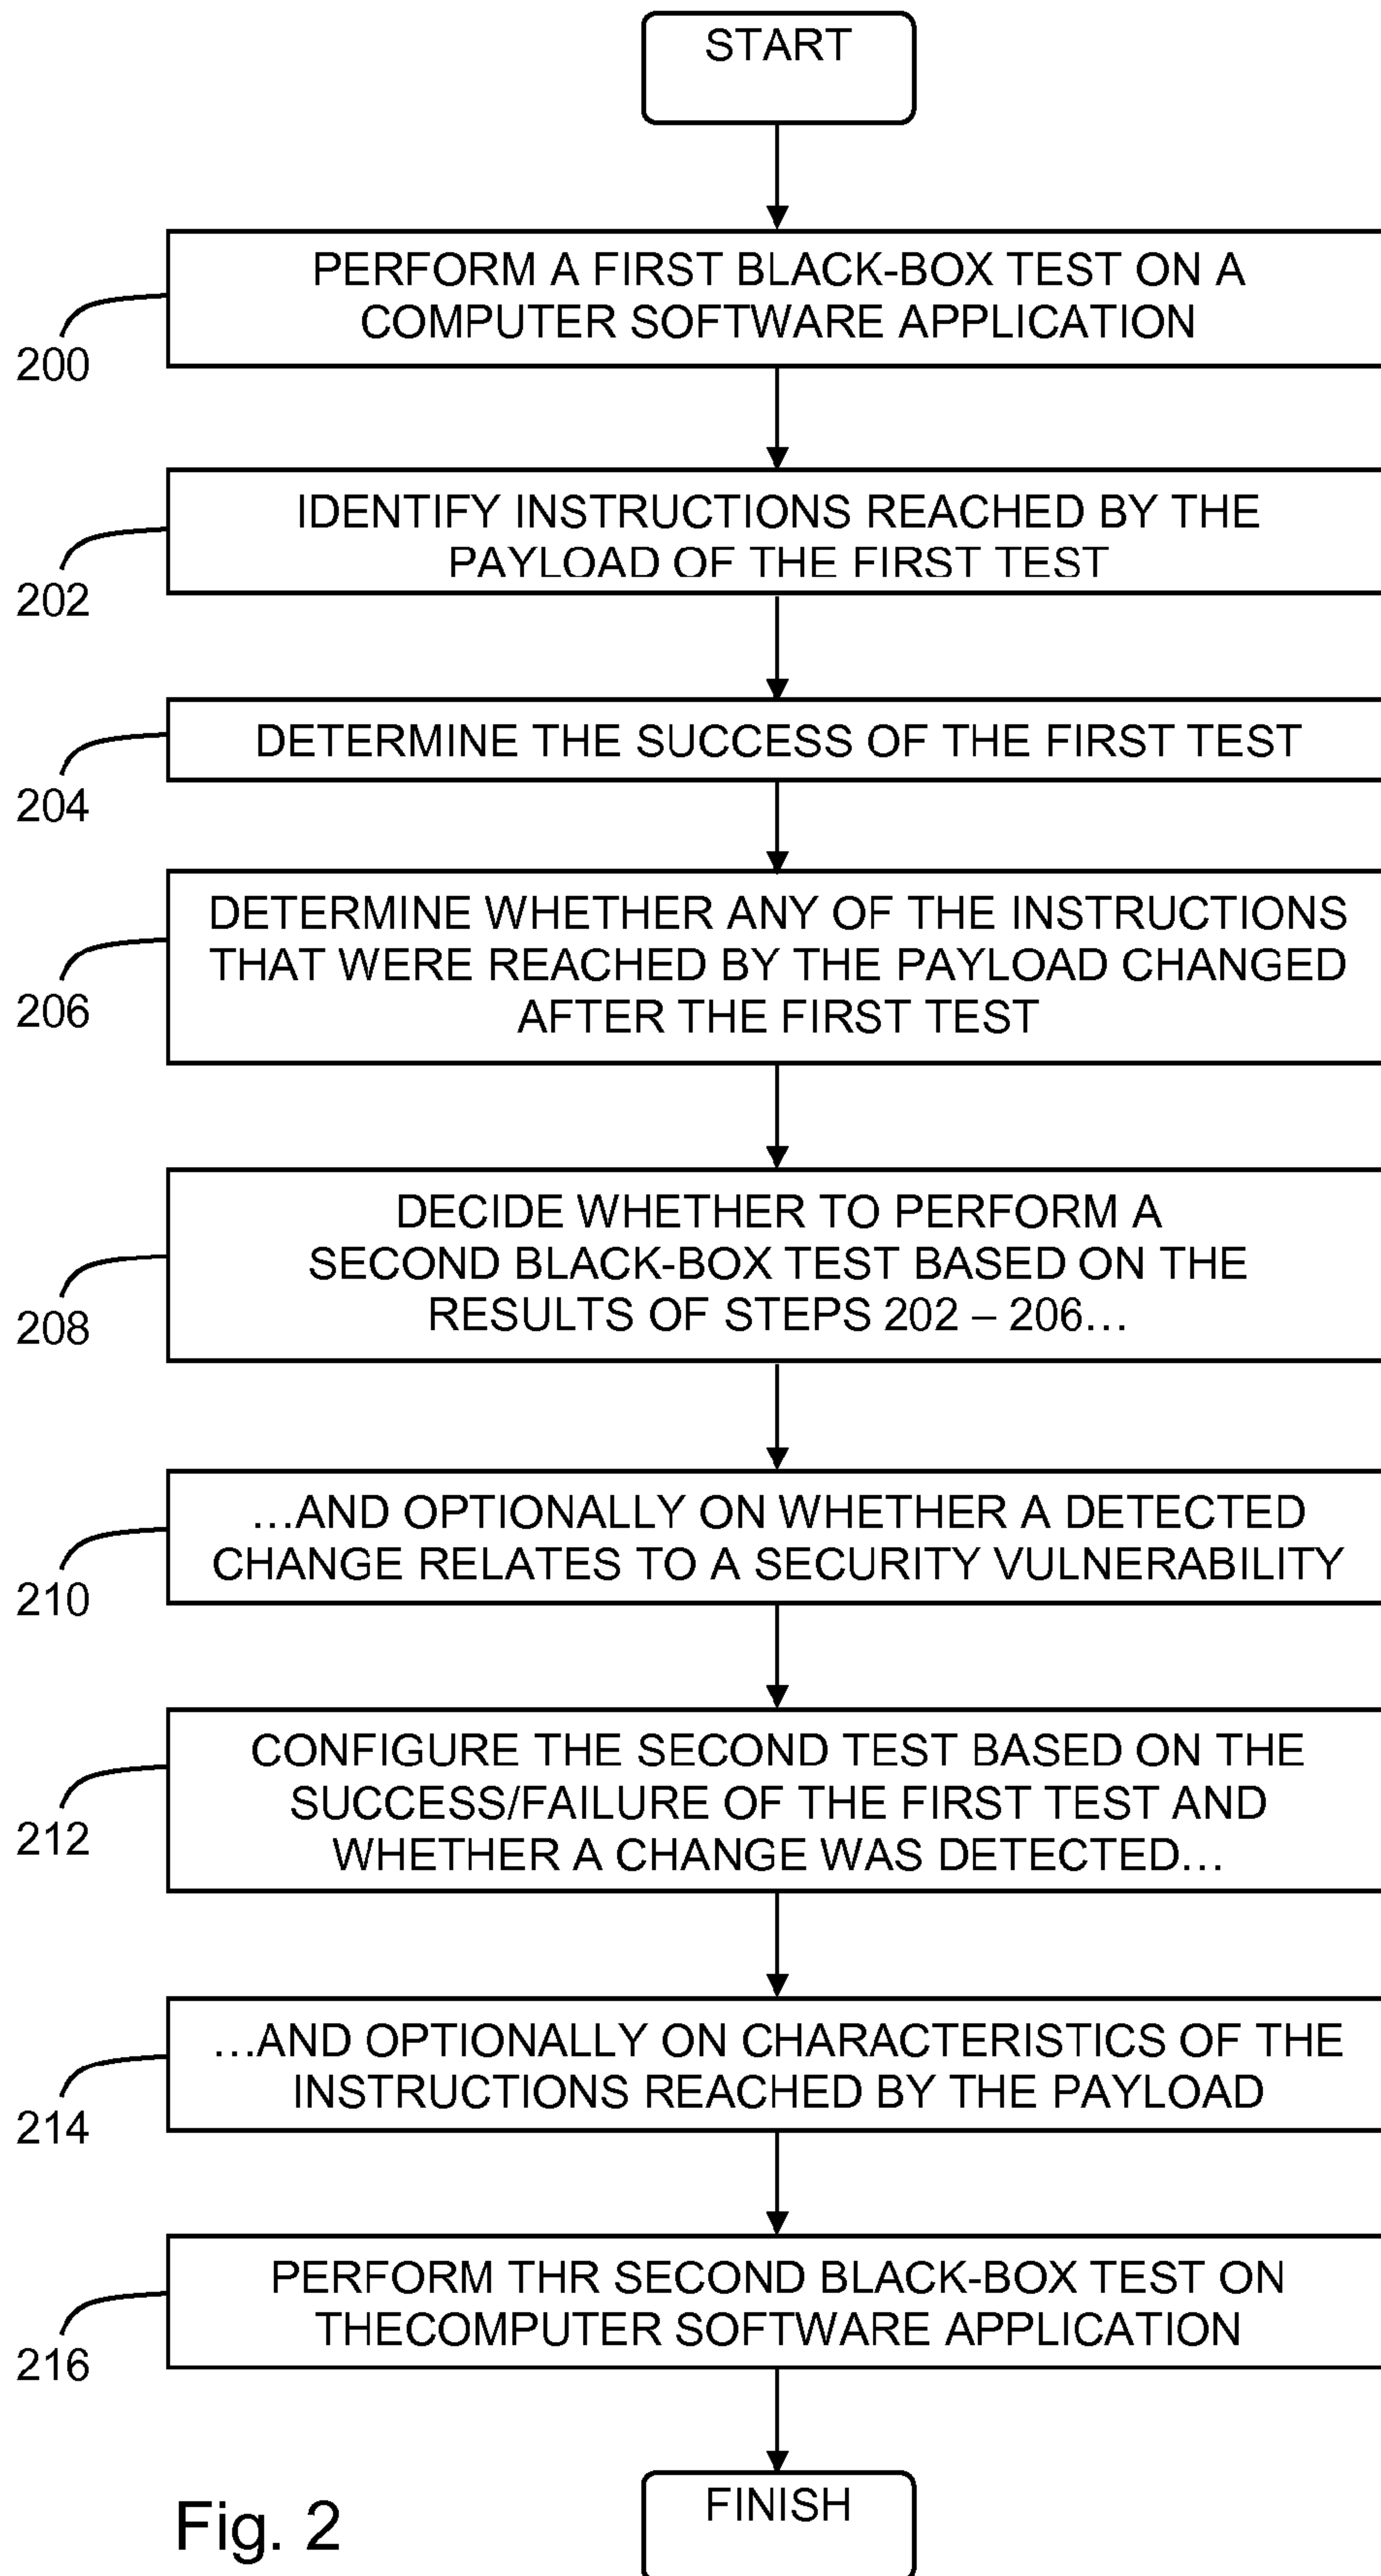 START
PERFORM A FIRST BLACK-BOX TEST ON A
COMPUTER SOFTWARE APPLICATION
200
IDENTIFY INSTRUCTIONS REACHED BY THE
PAYLOAD OF THE FIRST TEST
202
DETERMINE THE SUCCESS OF THE FIRST TEST
204
DETERMINE WHETHER ANY OF THE INSTRUCTIONS
THAT WERE REACHED BY THE PAYLOAD CHANGED
AFTER THE FIRST TEST
206
DECIDE WHETHER TO PERFORM A
SECOND BLACK-BOX TEST BASED ON THE
RESULTS OF STEPS 202 – 206…
208
…AND OPTIONALLY ON WHETHER A DETECTED
CHANGE RELATES TO A SECURITY VULNERABILITY
210
CONFIGURE THE SECOND TEST BASED ON THE
SUCCESS/FAILURE OF THE FIRST TEST AND
WHETHER A CHANGE WAS DETECTED…
212
…AND OPTIONALLY ON CHARACTERISTICS OF THE
INSTRUCTIONS REACHED BY THE PAYLOAD
214
PERFORM THR SECOND BLACK-BOX TEST ON
THECOMPUTER SOFTWARE APPLICATION
216
FINISH
Fig. 2